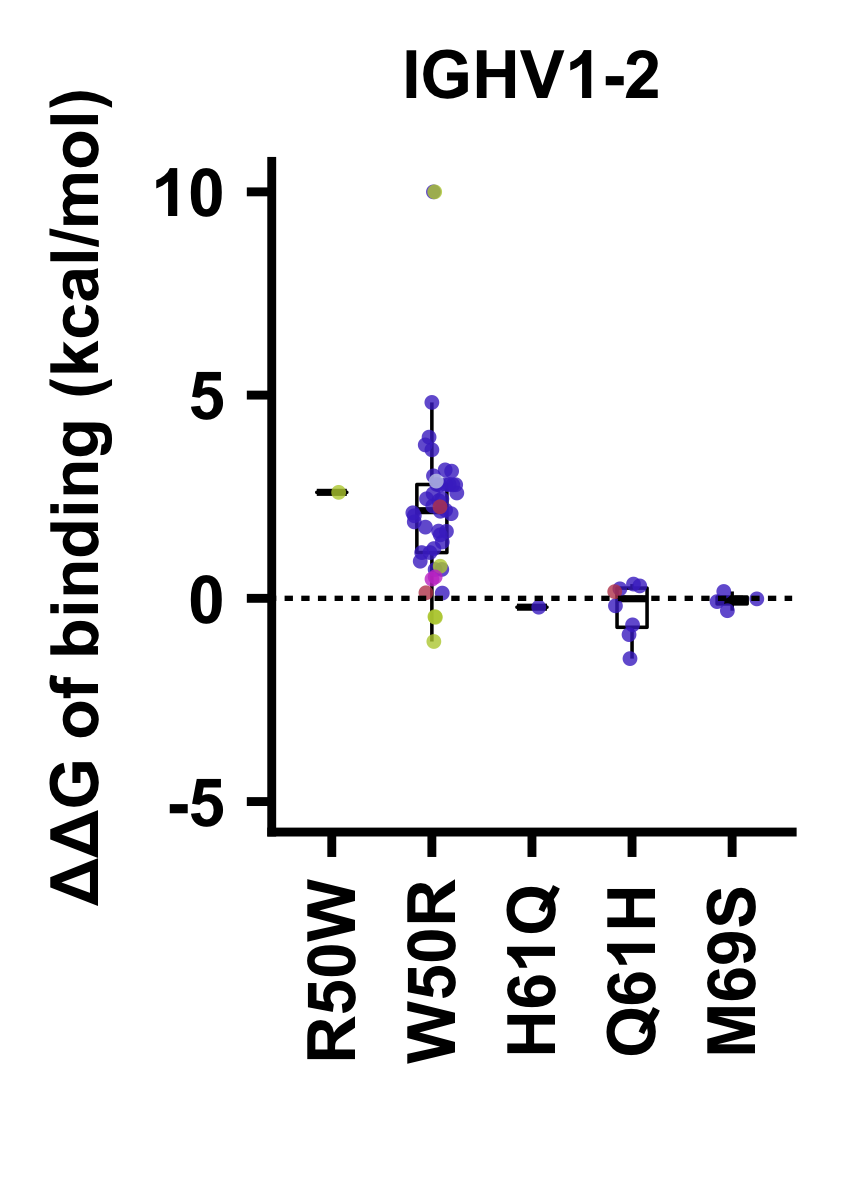 IGHV1-2
ΔΔG of binding (kcal/mol)
10
5
0
-5
R50W
W50R
H61Q
Q61H
M69S